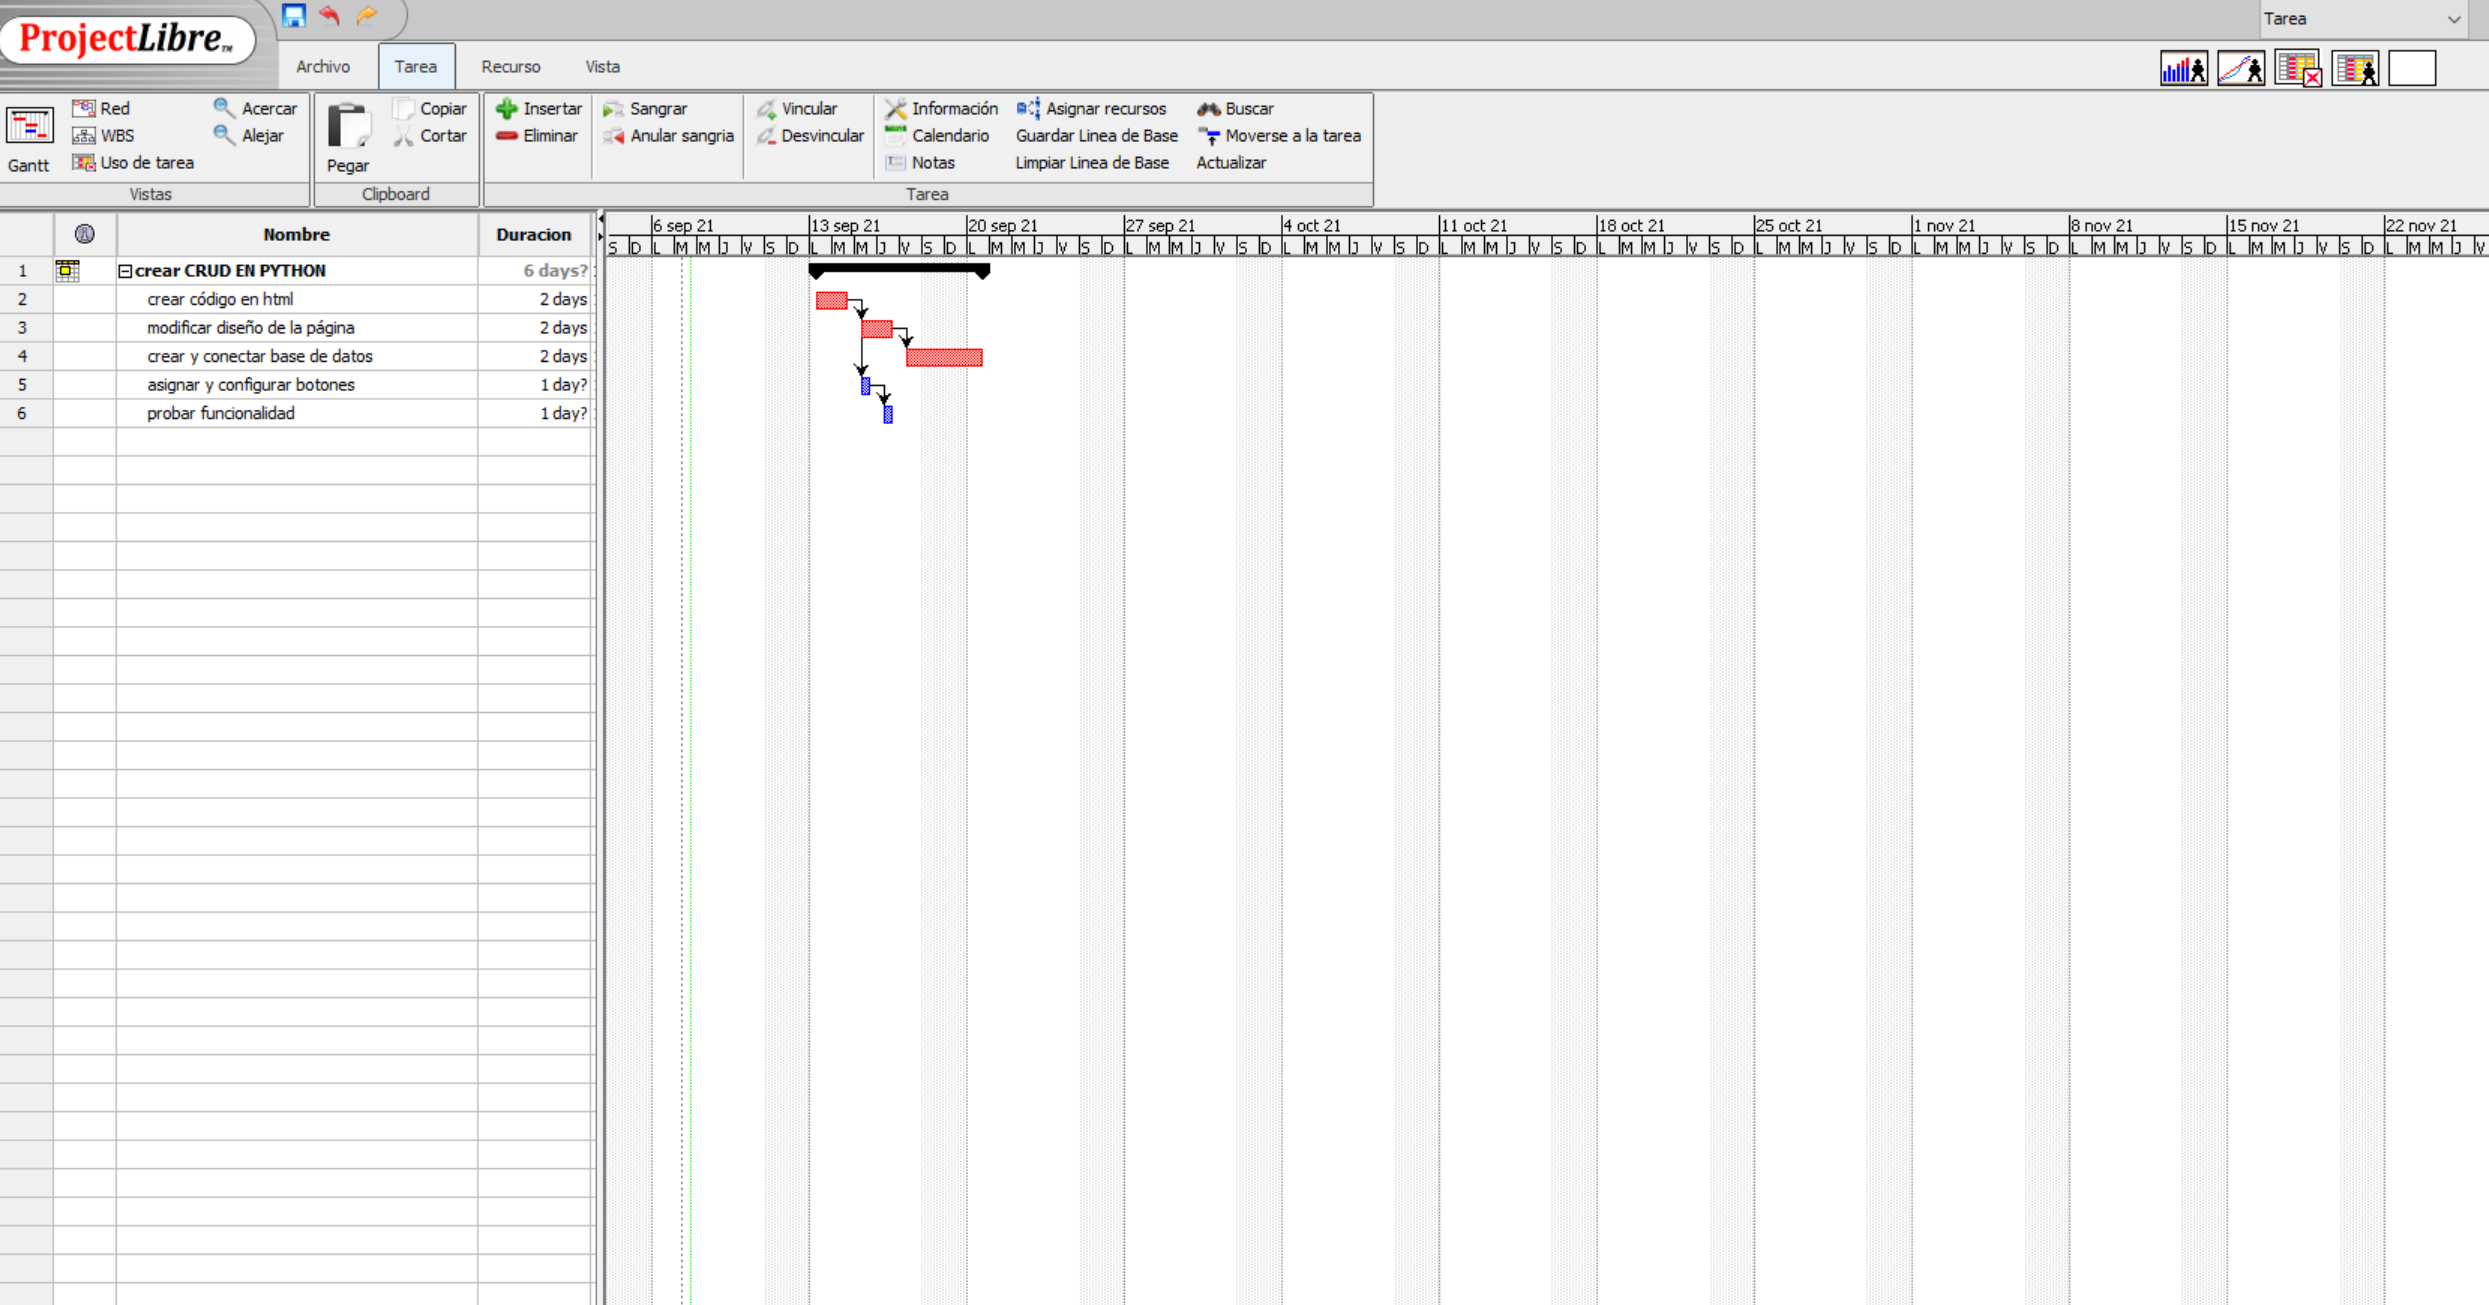 Tarea
ProjectLibre™
Archivo Tarea Recurso Vista
Red Acercar Copiar Insertar Sangrar Vincular Información Asignar recursos Buscar
WBS Alejar Cortar Eliminar Anular sangria Desvincular Calendario Guardar Linea de Base Moverse a la tarea
Gantt Uso de tarea Pegar Notas Limpiar Linea de Base Actualizar
Vistas Clipboard Tarea
6 sep 21 13 sep 21 20 sep 21 27 sep 21 4 oct 21 11 oct 21 18 oct 21 25 oct 21 1 nov 21 8 nov 21 15 nov 21 22 nov 21
Nombre Duracion
S D L M M J V S D L M M J V S D L M M J V S D L M M J V S D L M M J V S D L M M J V S D L M M J V S D L M M J V S D L M M J V S D L M M J V S D L M M J V S D L M M J V
1 crear CRUD EN PYTHON 6 days?
2 crear código en html 2 days
3 modificar diseño de la página 2 days
4 crear y conectar base de datos 2 days
5 asignar y configurar botones 1 day?
6 probar funcionalidad 1 day?